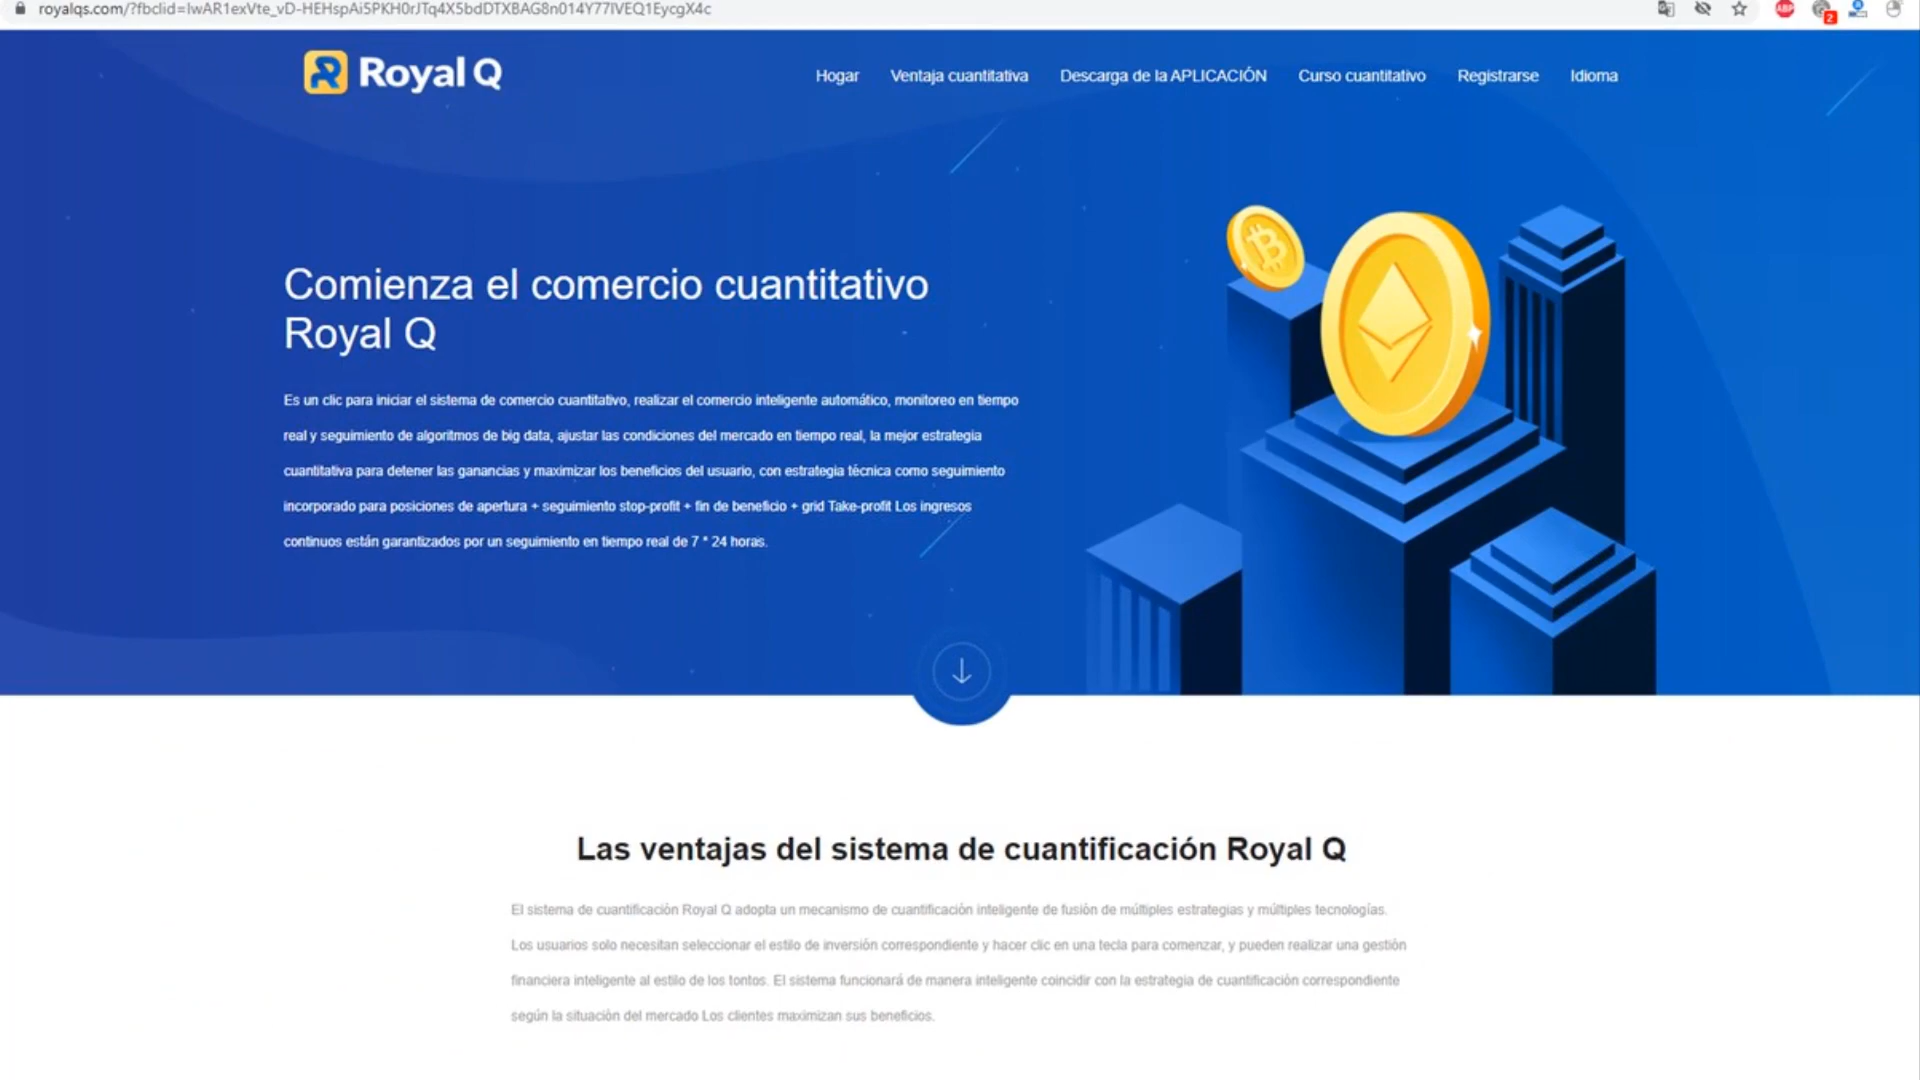 royalqs.com/?fbclid=IwAR1exVte_vD-HEHspAi5PKH0rJTq4X5bdDTXBAG8n014Y77IVEQ1EycgX4c
ABP
2
Royal Q
Hogar Ventaja cuantitativa Descarga de la APLICACIÓN Curso cuantitativo Registrarse Idioma
Comienza el comercio cuantitativo
Royal Q
Es un clic para iniciar el sistema de comercio cuantitativo, realizar el comercio inteligente automático, monitoreo en tiempo
real y seguimiento de algoritmos de big data, ajustar las condiciones del mercado en tiempo real, la mejor estrategia
cuantitativa para detener las ganancias y maximizar los beneficios del usuario, con estrategia técnica como seguimiento
incorporado para posiciones de apertura + seguimiento stop-profit + fin de beneficio + grid Take-profit Los ingresos
continuos están garantizados por un seguimiento en tiempo real de 7 * 24 horas.
Las ventajas del sistema de cuantificación Royal Q
El sistema de cuantificación Royal Q adopta un mecanismo de cuantificación inteligente de fusión de múltiples estrategias y múltiples tecnologías.
Los usuarios solo necesitan seleccionar el estilo de inversión correspondiente y hacer clic en una tecla para comenzar, y pueden realizar una gestión
financiera inteligente al estilo de los tontos. El sistema funcionará de manera inteligente coincidir con la estrategia de cuantificación correspondiente
según la situación del mercado Los clientes maximizan sus beneficios.